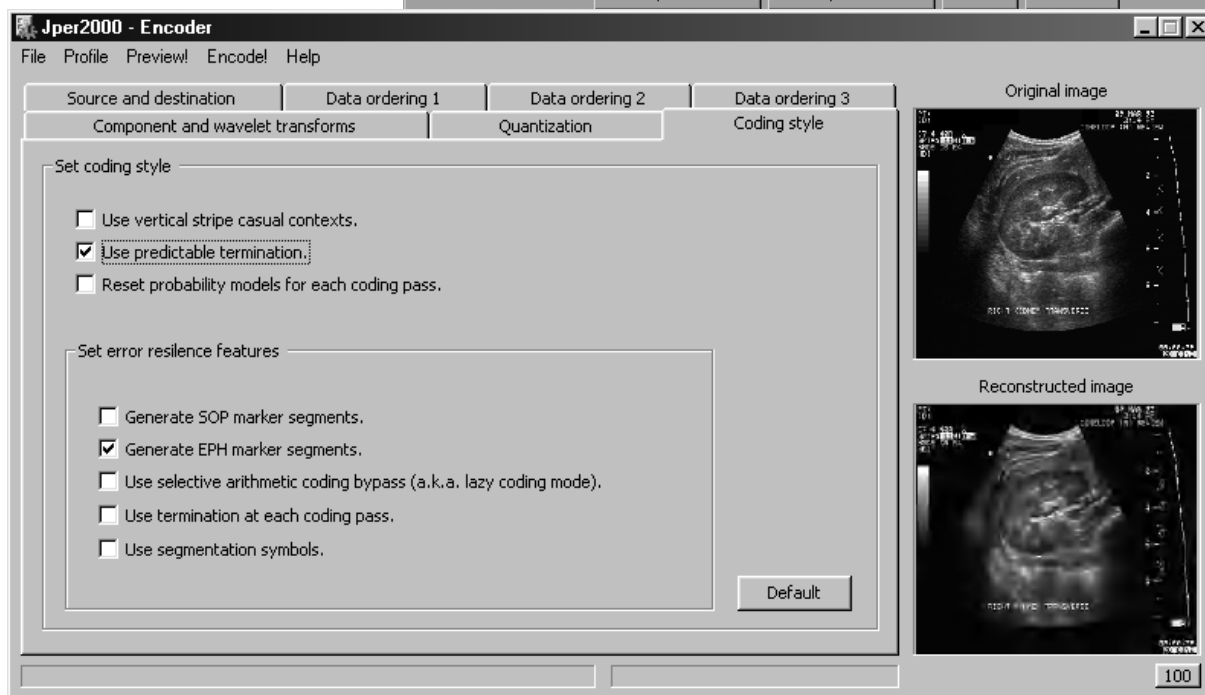 Jper2000 - Encoder
File Profile Preview! Encode! Help
Source and destination Data ordering 1 Data ordering 2 Data ordering 3
Component and wavelet transforms Quantization Coding style
Set coding style
Use vertical stripe casual contexts.
Use predictable termination.
Reset probability models for each coding pass.
Set error resilence features
Generate SOP marker segments.
Generate EPH marker segments.
Use selective arithmetic coding bypass (a.k.a. lazy coding mode).
Use termination at each coding pass.
Use segmentation symbols.
Default
Original image
RIGHT KIDNEY TRANSVERSE
Reconstructed image
100